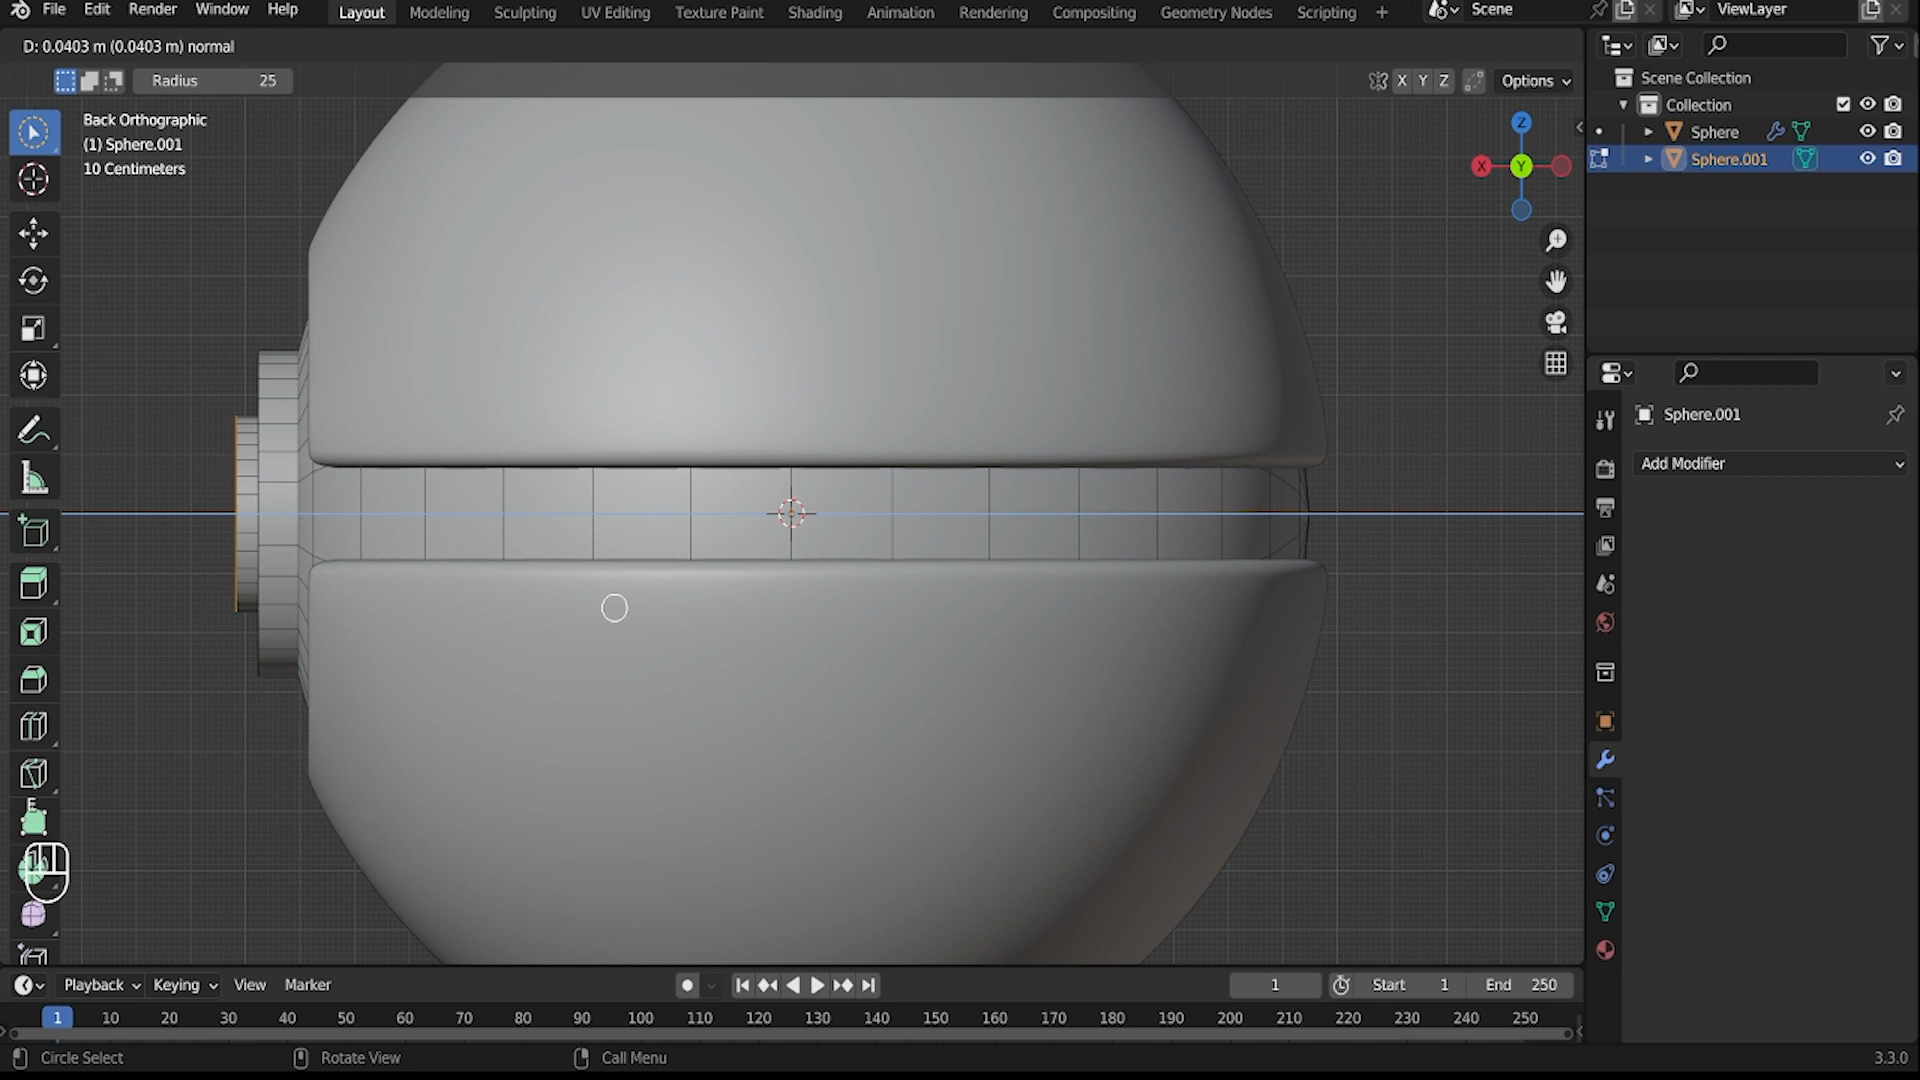 File Edit Render Window Help Layout Modeling Sculpting UV Editing Texture Paint Shading Animation Rendering Compositing Geometry Nodes Scripting + Scene ViewLayer
D: 0.0403 m (0.0403 m) normal
Radius 25 X Y Z Options
Back Orthographic
(1) Sphere.001
10 Centimeters
Z
X Y
Scene Collection
Collection
Sphere
Sphere.001
Sphere.001
Add Modifier
E
Playback Keying View Marker 1 Start 1 End 250
1 10 20 30 40 50 60 70 80 90 100 110 120 130 140 150 160 170 180 190 200 210 220 230 240 250
Circle Select Rotate View Call Menu 3.3.0